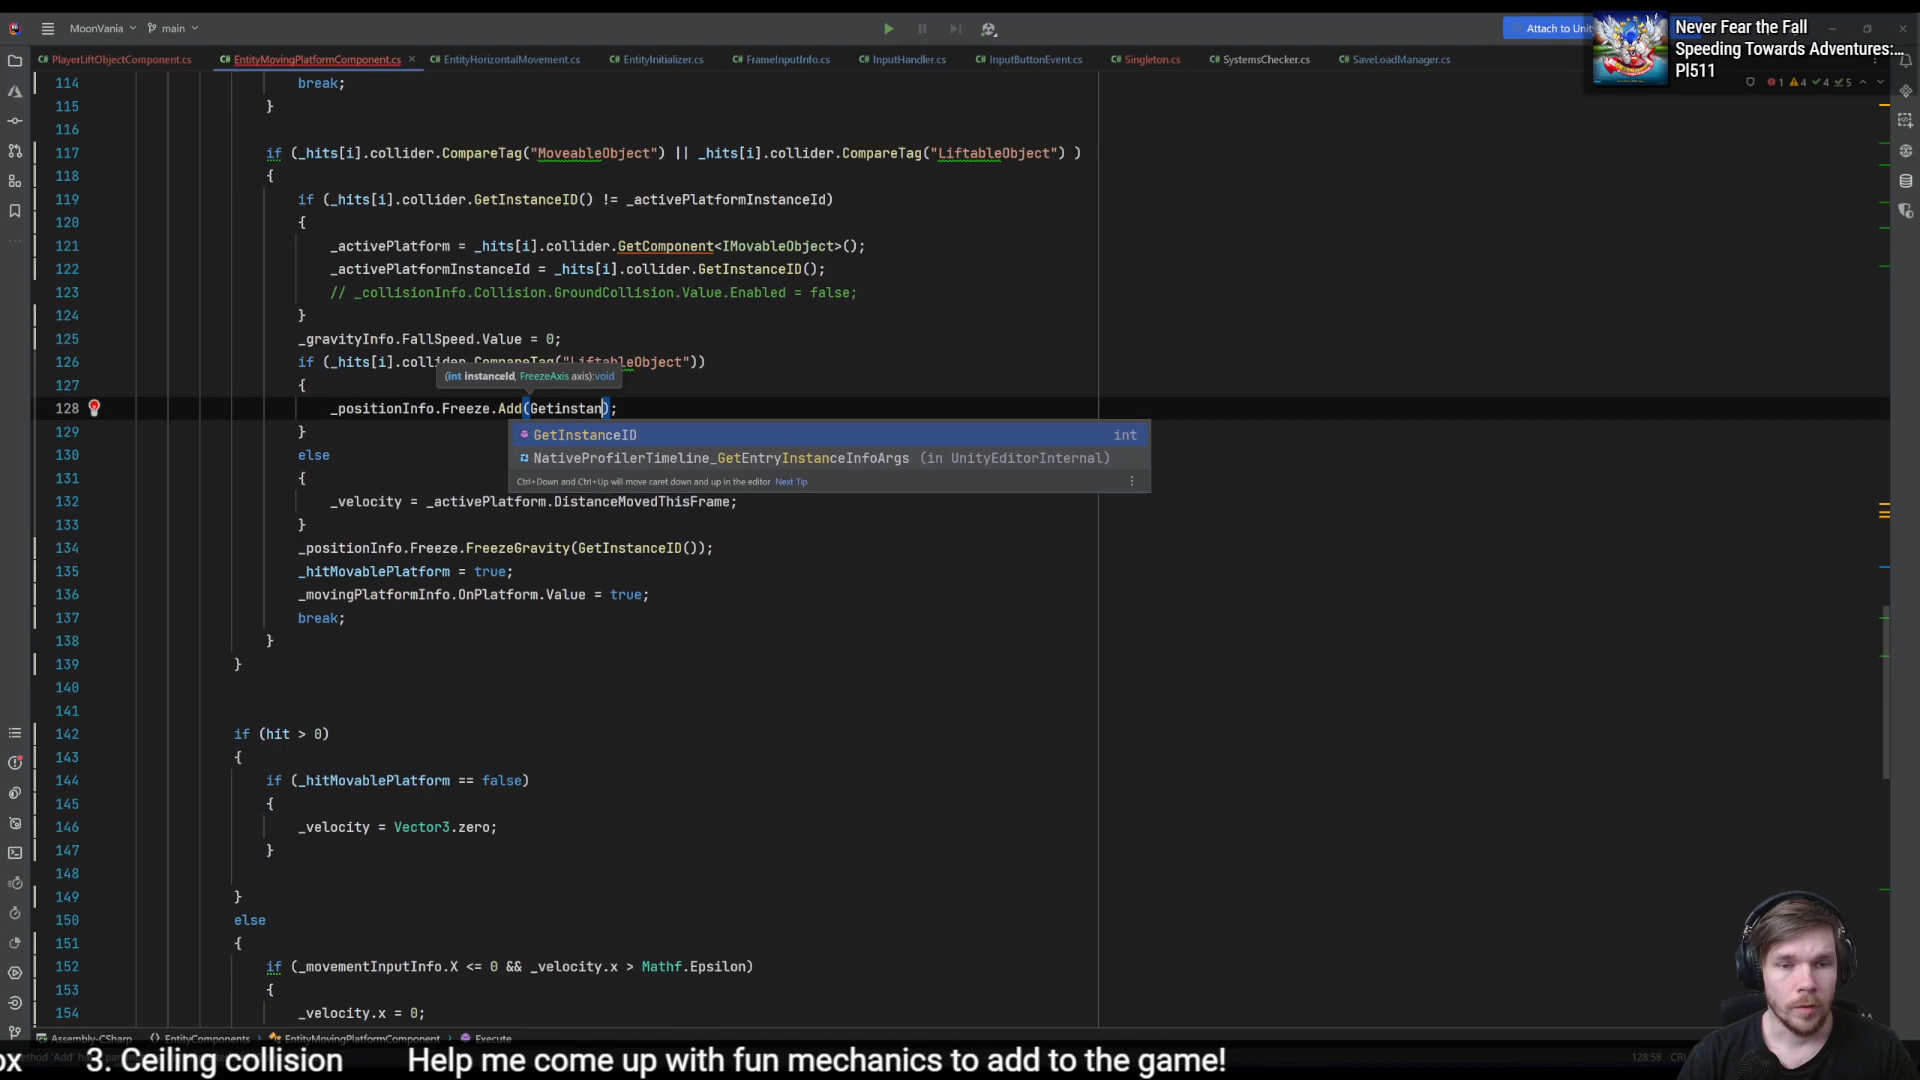 MoonVania
main
Attach to Uni
Never Fear the Fall
Speeding Towards Adventures:...
PI511
PlayerLiftObjectComponent.cs
EntityMovingPlatformComponent.cs
EntityHorizontalMovement.cs
EntityInitializer.cs
FrameInputInfo.cs
InputHandler.cs
InputButtonEvent.cs
Singleton.cs
SystemsChecker.cs
SaveLoadManager.cs
1 4 4 5
114 break;
115 }
116
117 if (_hits[i].collider.CompareTag("MoveableObject") || _hits[i].collider.CompareTag("LiftableObject") )
118 {
119 if (_hits[i].collider.GetInstanceID() != _activePlatformInstanceId)
120 {
121 _activePlatform = _hits[i].collider.GetComponent<IMovableObject>();
122 _activePlatformInstanceId = _hits[i].collider.GetInstanceID();
123 // _collisionInfo.Collision.GroundCollision.Value.Enabled = false;
124 }
125 _gravityInfo.FallSpeed.Value = 0;
126 if (_hits[i].collider.CompareTag("LiftableObject"))
(int instanceId, FreezeAxis axis):void
127 {
128 _positionInfo.Freeze.Add(Getinstan);
GetInstanceID int
NativeProfilerTimeline_GetEntryInstanceInfoArgs (in UnityEditorInternal)
Ctrl+Down and Ctrl+Up will move caret down and up in the editor Next Tip
129 }
130 else
131 {
132 _velocity = _activePlatform.DistanceMovedThisFrame;
133 }
134 _positionInfo.Freeze.FreezeGravity(GetInstanceID());
135 _hitMovablePlatform = true;
136 _movingPlatformInfo.OnPlatform.Value = true;
137 break;
138 }
139 }
140
141
142 if (hit > 0)
143 {
144 if (_hitMovablePlatform == false)
145 {
146 _velocity = Vector3.zero;
147 }
148
149 }
150 else
151 {
152 if (_movementInputInfo.X <= 0 && _velocity.x > Mathf.Epsilon)
153 {
154 _velocity.x = 0;
Assembly-CSharp EntityComponents EntityMovingPlatformComponent Execute
128:58
ox 3. Ceiling collision Help me come up with fun mechanics to add to the game!